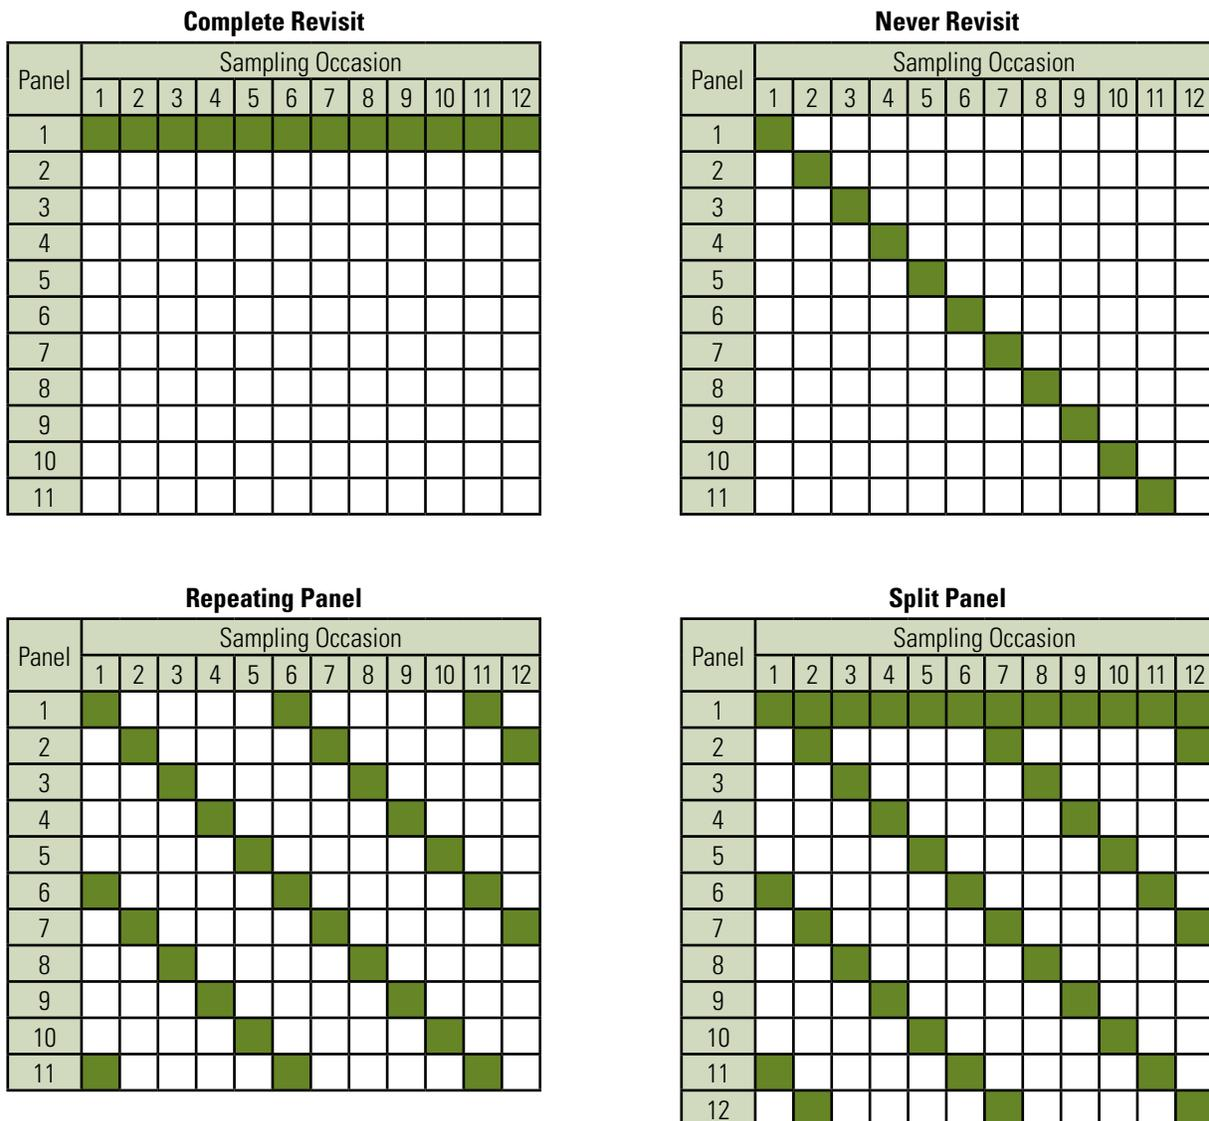 Complete Revisit
Panel
Sampling Occasion
1 2 3 4 5 6 7 8 9 10 11 12
1
2
3
4
5
6
7
8
9
10
11
Never Revisit
Panel
Sampling Occasion
1 2 3 4 5 6 7 8 9 10 11 12
1
2
3
4
5
6
7
8
9
10
11
Repeating Panel
Panel
Sampling Occasion
1 2 3 4 5 6 7 8 9 10 11 12
1
2
3
4
5
6
7
8
9
10
11
Split Panel
Panel
Sampling Occasion
1 2 3 4 5 6 7 8 9 10 11 12
1
2
3
4
5
6
7
8
9
10
11
12